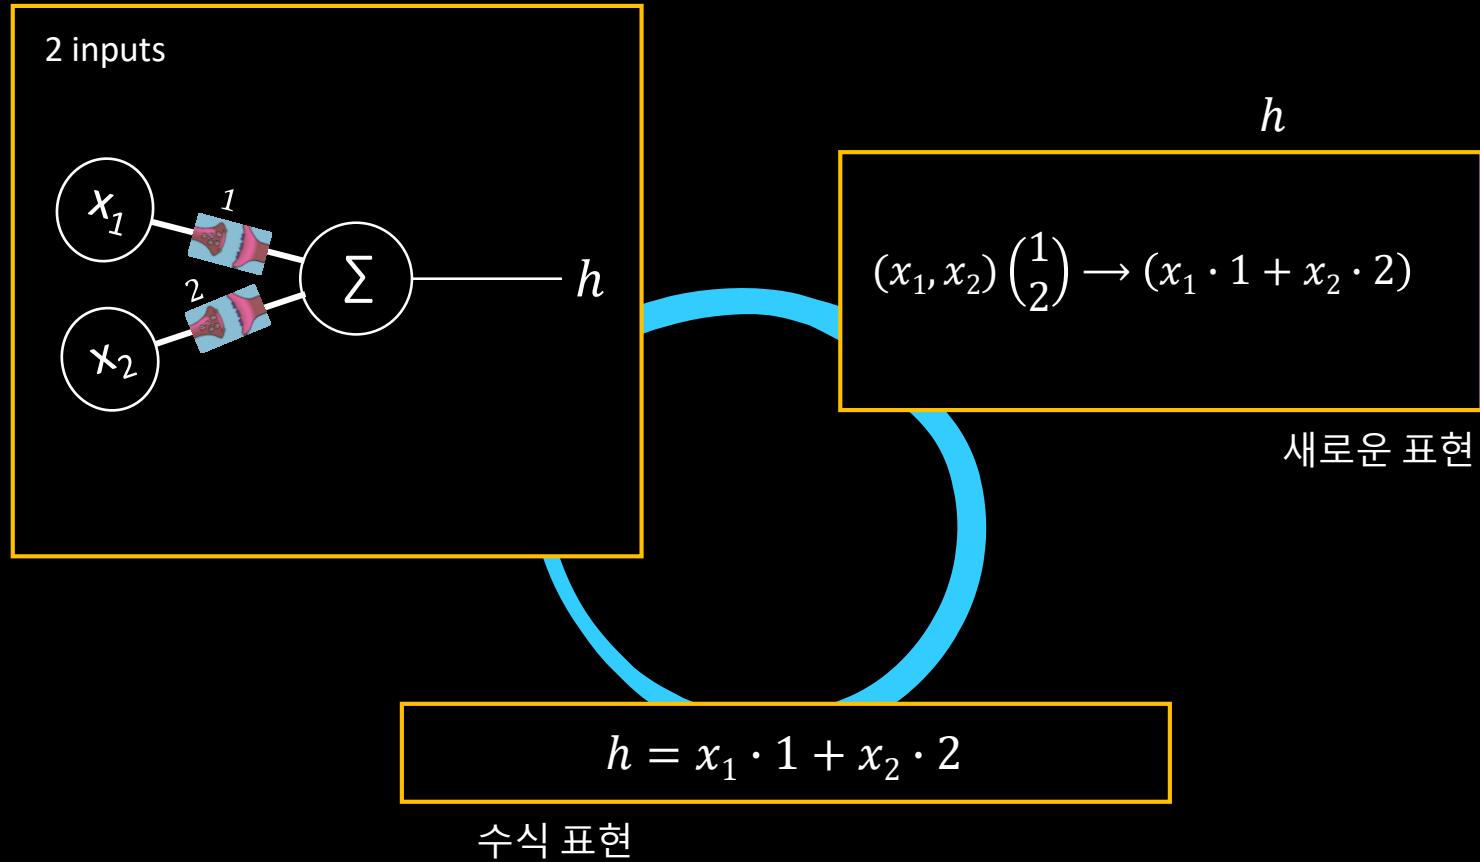 2 inputs
x₁
1
2
x₂
∑
h
h
(x₁, x₂) (1 2) ⟶ (x₁ · 1 + x₂ · 2)
새로운 표현
h = x₁ · 1 + x₂ · 2
수식 표현